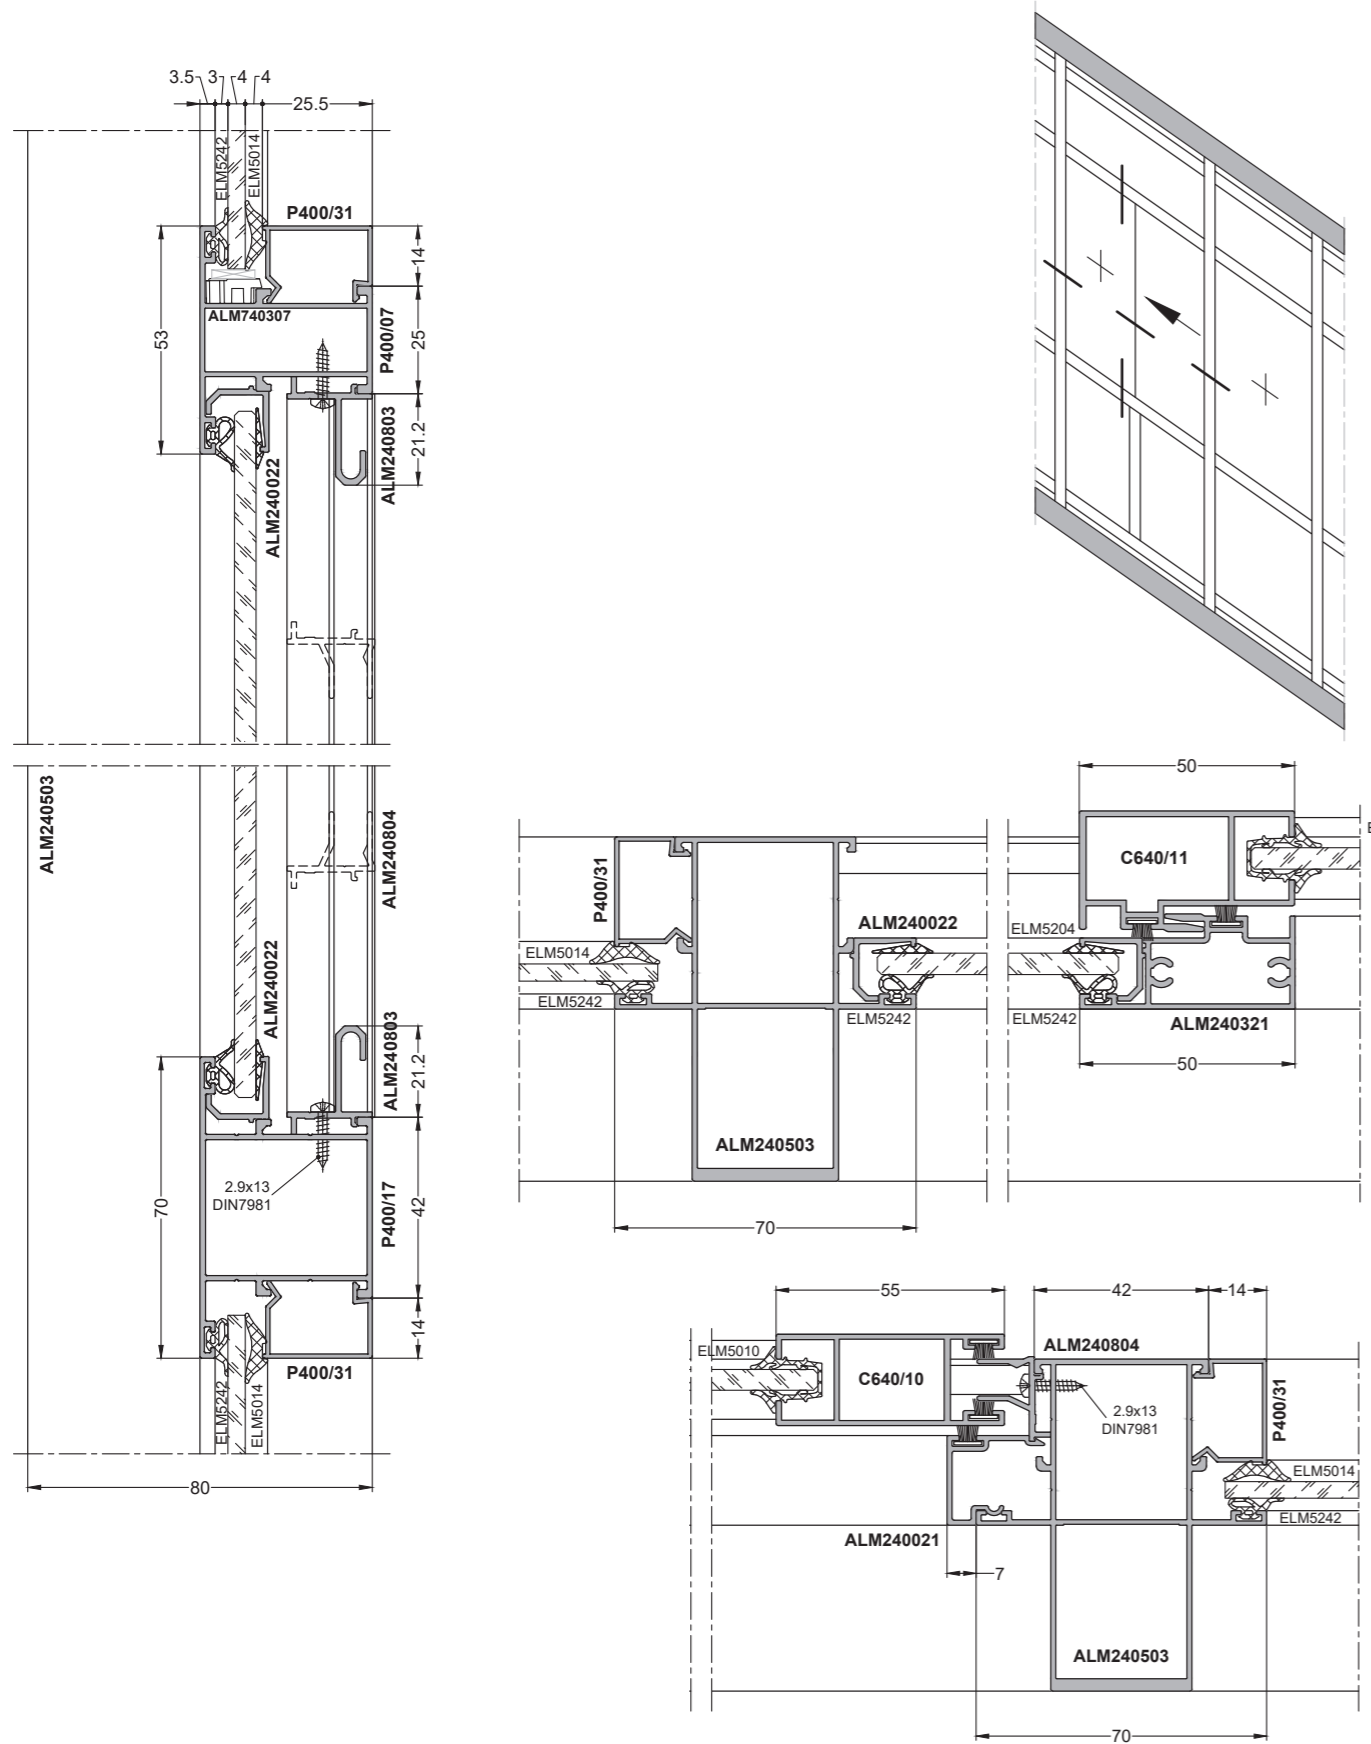 3.5 3 4 4
25.5
ELM5242
ELM5014
P400/31
14
53
ALM740307
P400/07
25
ALM240803
21.2
ALM240022
ALM240503
ALM240804
ALM240022
ALM240803
21.2
70
2.9x13
DIN7981
P400/17
42
14
P400/31
ELM5242
ELM5014
80
50
P400/31
C640/11
ALM240022
ELM5204
ELM5014
ELM5242
ELM5242
ELM5242
ALM240321
50
ALM240503
70
55
42
14
ALM240804
ELM5010
C640/10
2.9x13
DIN7981
P400/31
ELM5014
ELM5242
ALM240021
7
ALM240503
70